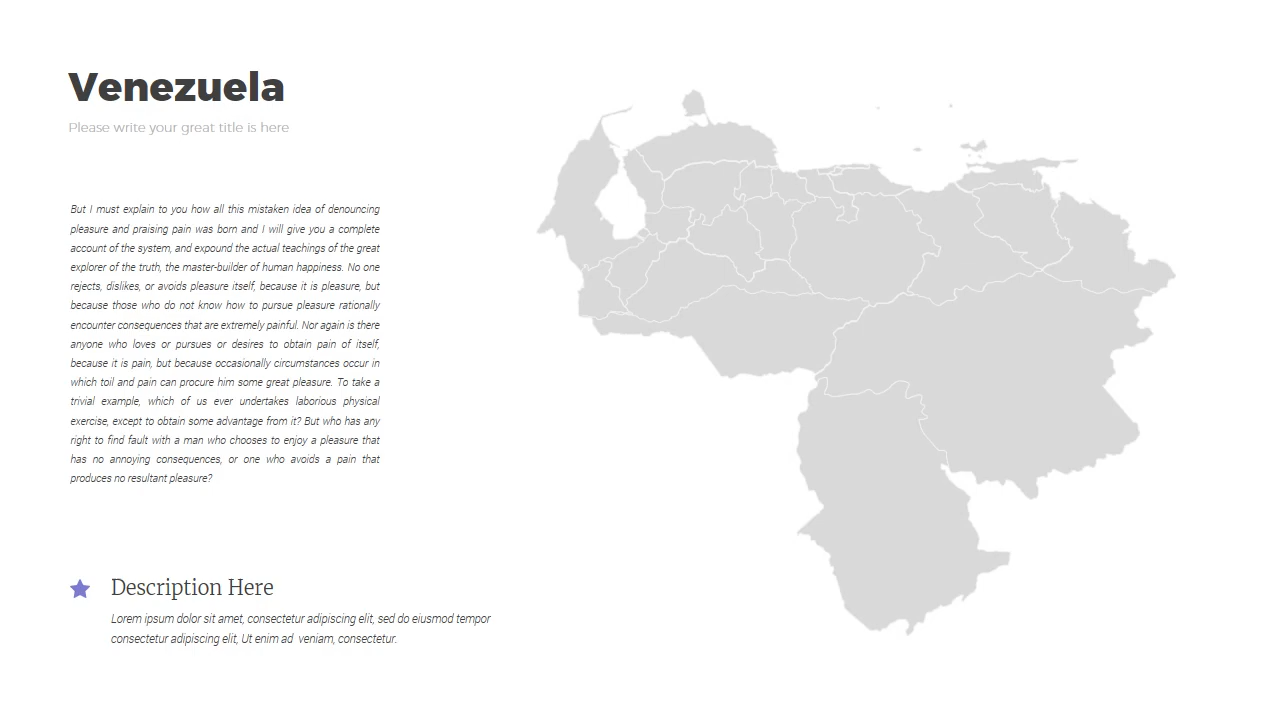 Venezuela
Please write your great title is here
But I must explain to you how all this mistaken idea of denouncing
pleasure and praising pain was born and I will give you a complete
account of the system, and expound the actual teachings of the great
explorer of the truth, the master-builder of human happiness. No one
rejects, dislikes, or avoids pleasure itself, because it is pleasure, but
because those who do not know how to pursue pleasure rationally
encounter consequences that are extremely painful. Nor again is there
anyone who loves or pursues or desires to obtain pain of itself,
because it is pain, but because occasionally circumstances occur in
which toil and pain can procure him some great pleasure. To take a
trivial example, which of us ever undertakes laborious physical
exercise, except to obtain some advantage from it? But who has any
right to find fault with a man who chooses to enjoy a pleasure that
has no annoying consequences, or one who avoids a pain that
produces no resultant pleasure?
Description Here
Lorem ipsum dolor sit amet, consectetur adipiscing elit, sed do eiusmod tempor
consectetur adipiscing elit, Ut enim ad  veniam, consectetur.